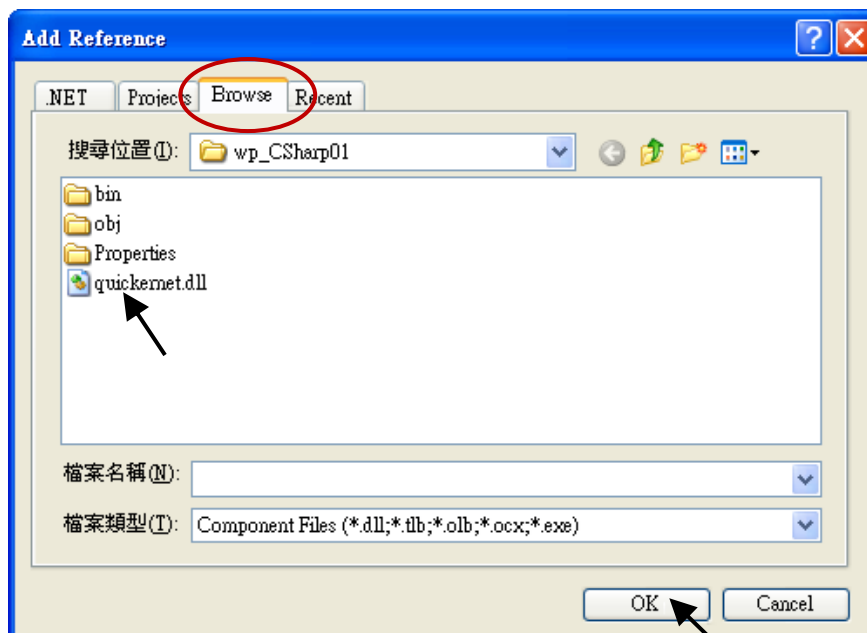 Add Reference
.NET Projects Browse Recent
搜尋位置(I): wp_CSharp01
bin
obj
Properties
quickernet.dll
檔案名稱(N):
檔案類型(T): Component Files (*.dll;*.tlb;*.olb;*.ocx;*.exe)
OK Cancel